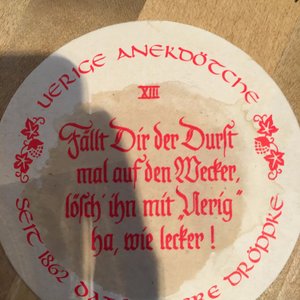 UERIGE ANEKDÖTCHE
XIII
Fällt Dir der Durst
mal auf den Wecker,
lösch' ihn mit „Uerig“
ha, wie lecker !
SEIT 1862 DAT DRÖPPKE